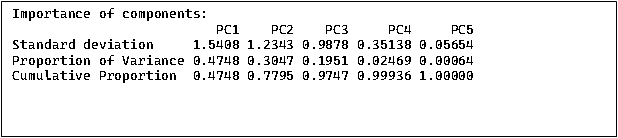 Importance of components:
PC1 PC2 PC3 PC4 PC5
Standard deviation 1.5408 1.2343 0.9878 0.35138 0.05654
Proportion of Variance 0.4748 0.3047 0.1951 0.02469 0.00064
Cumulative Proportion 0.4748 0.7795 0.9747 0.99936 1.00000